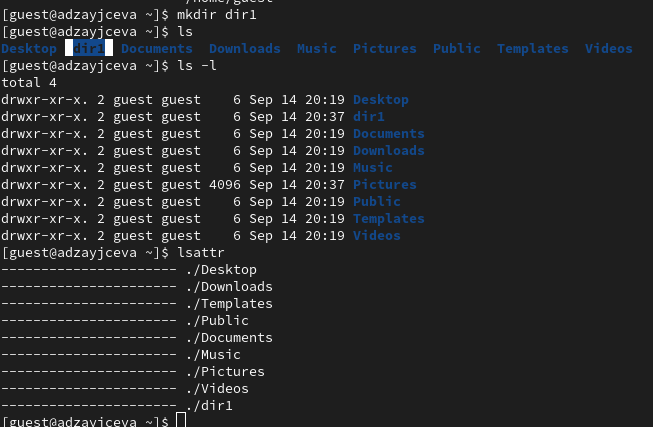 /home/guest
[guest@adzayjceva ~]$ mkdir dir1
[guest@adzayjceva ~]$ ls
Desktop  dir1  Documents  Downloads  Music  Pictures  Public  Templates  Videos
[guest@adzayjceva ~]$ ls -l
total 4
drwxr-xr-x. 2 guest guest    6 Sep 14 20:19 Desktop
drwxr-xr-x. 2 guest guest    6 Sep 14 20:37 dir1
drwxr-xr-x. 2 guest guest    6 Sep 14 20:19 Documents
drwxr-xr-x. 2 guest guest    6 Sep 14 20:19 Downloads
drwxr-xr-x. 2 guest guest    6 Sep 14 20:19 Music
drwxr-xr-x. 2 guest guest 4096 Sep 14 20:37 Pictures
drwxr-xr-x. 2 guest guest    6 Sep 14 20:19 Public
drwxr-xr-x. 2 guest guest    6 Sep 14 20:19 Templates
drwxr-xr-x. 2 guest guest    6 Sep 14 20:19 Videos
[guest@adzayjceva ~]$ lsattr
---------------------- ./Desktop
---------------------- ./Downloads
---------------------- ./Templates
---------------------- ./Public
---------------------- ./Documents
---------------------- ./Music
---------------------- ./Pictures
---------------------- ./Videos
---------------------- ./dir1
[guest@adzayjceva ~]$